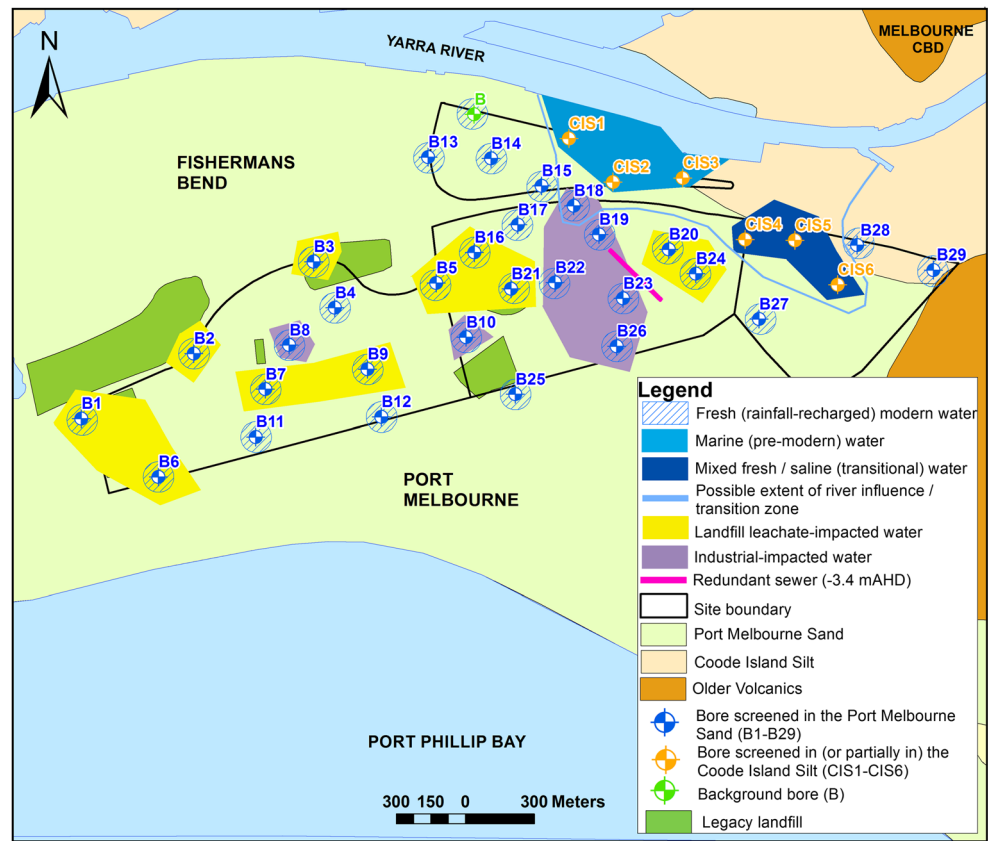 MELBOURNE
CBD
YARRA RIVER
N
B
CIS1
B13
B14
FISHERMANS
BEND
CIS2
CIS3
B15
B18
B17
B19
CIS4
CIS5
B28
B16
B20
B3
B29
B5
B21
B22
B24
CIS6
B4
B23
B27
B8
B10
B26
B2
B9
B7
B25
B1
B12
B11
B6
PORT
MELBOURNE
PORT PHILLIP BAY
300 150 0 300 Meters
Legend
Fresh (rainfall-recharged) modern water
Marine (pre-modern) water
Mixed fresh / saline (transitional) water
Possible extent of river influence /
transition zone
Landfill leachate-impacted water
Industrial-impacted water
Redundant sewer (-3.4 mAHD)
Site boundary
Port Melbourne Sand
Coode Island Silt
Older Volcanics
Bore screened in the Port Melbourne
Sand (B1-B29)
Bore screened in (or partially in) the
Coode Island Silt (CIS1-CIS6)
Background bore (B)
Legacy landfill